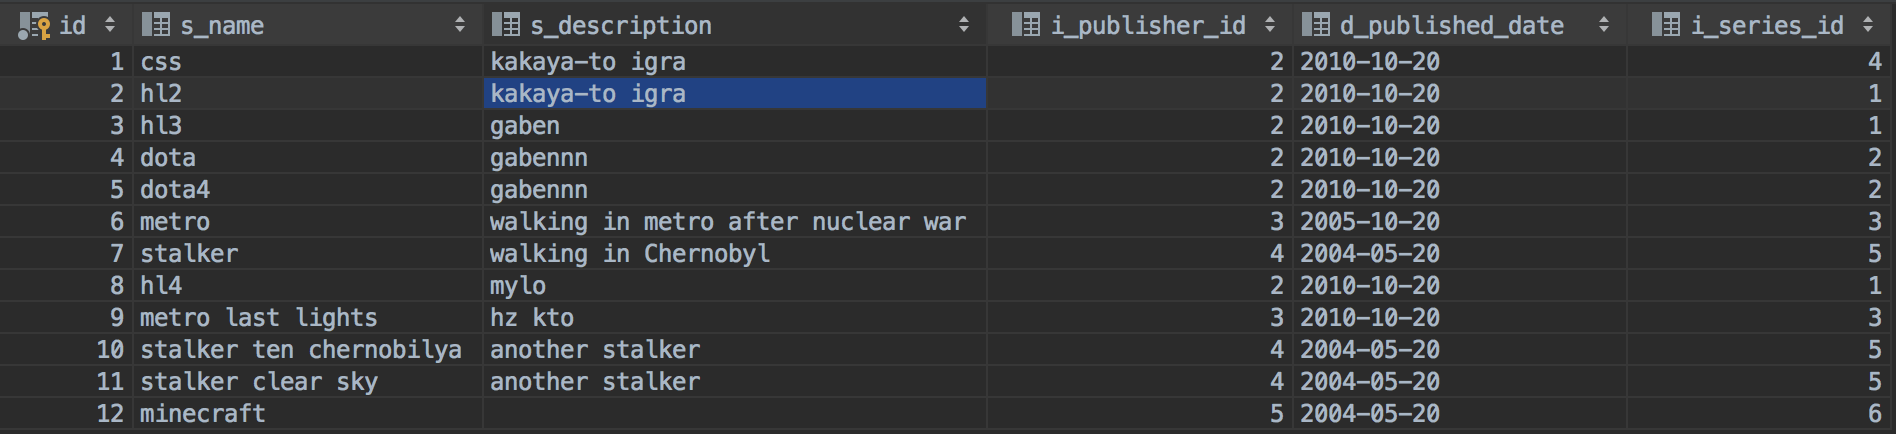 id s_name s_description i_publisher_id d_published_date i_series_id
1 css kakaya-to igra 2 2010-10-20 4
2 hl2 kakaya-to igra 2 2010-10-20 1
3 hl3 gaben 2 2010-10-20 1
4 dota gabennn 2 2010-10-20 2
5 dota4 gabennn 2 2010-10-20 2
6 metro walking in metro after nuclear war 3 2005-10-20 3
7 stalker walking in Chernobyl 4 2004-05-20 5
8 hl4 mylo 2 2010-10-20 1
9 metro last lights hz kto 3 2010-10-20 3
10 stalker ten chernobilya another stalker 4 2004-05-20 5
11 stalker clear sky another stalker 4 2004-05-20 5
12 minecraft 5 2004-05-20 6